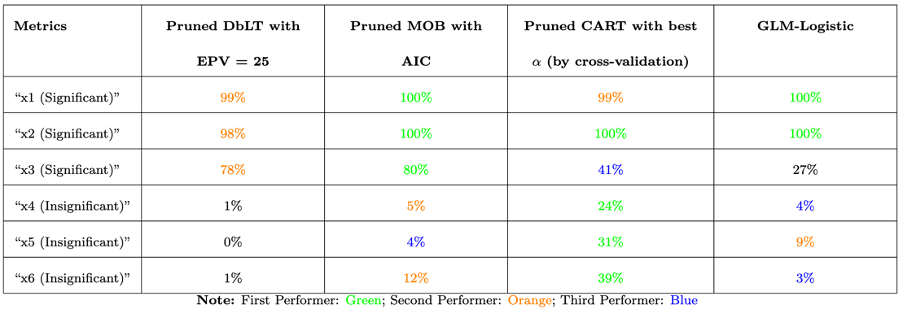 Metrics Pruned DbLT with Pruned MOB with Pruned CART with best GLM-Logistic
EPV = 25 AIC α (by cross-validation)
“x1 (Significant)” 99% 100% 99% 100%
“x2 (Significant)” 98% 100% 100% 100%
“x3 (Significant)” 78% 80% 41% 27%
“x4 (Insignificant)” 1% 5% 24% 4%
“x5 (Insignificant)” 0% 4% 31% 9%
“x6 (Insignificant)” 1% 12% 39% 3%
Note: First Performer: Green; Second Performer: Orange; Third Performer: Blue